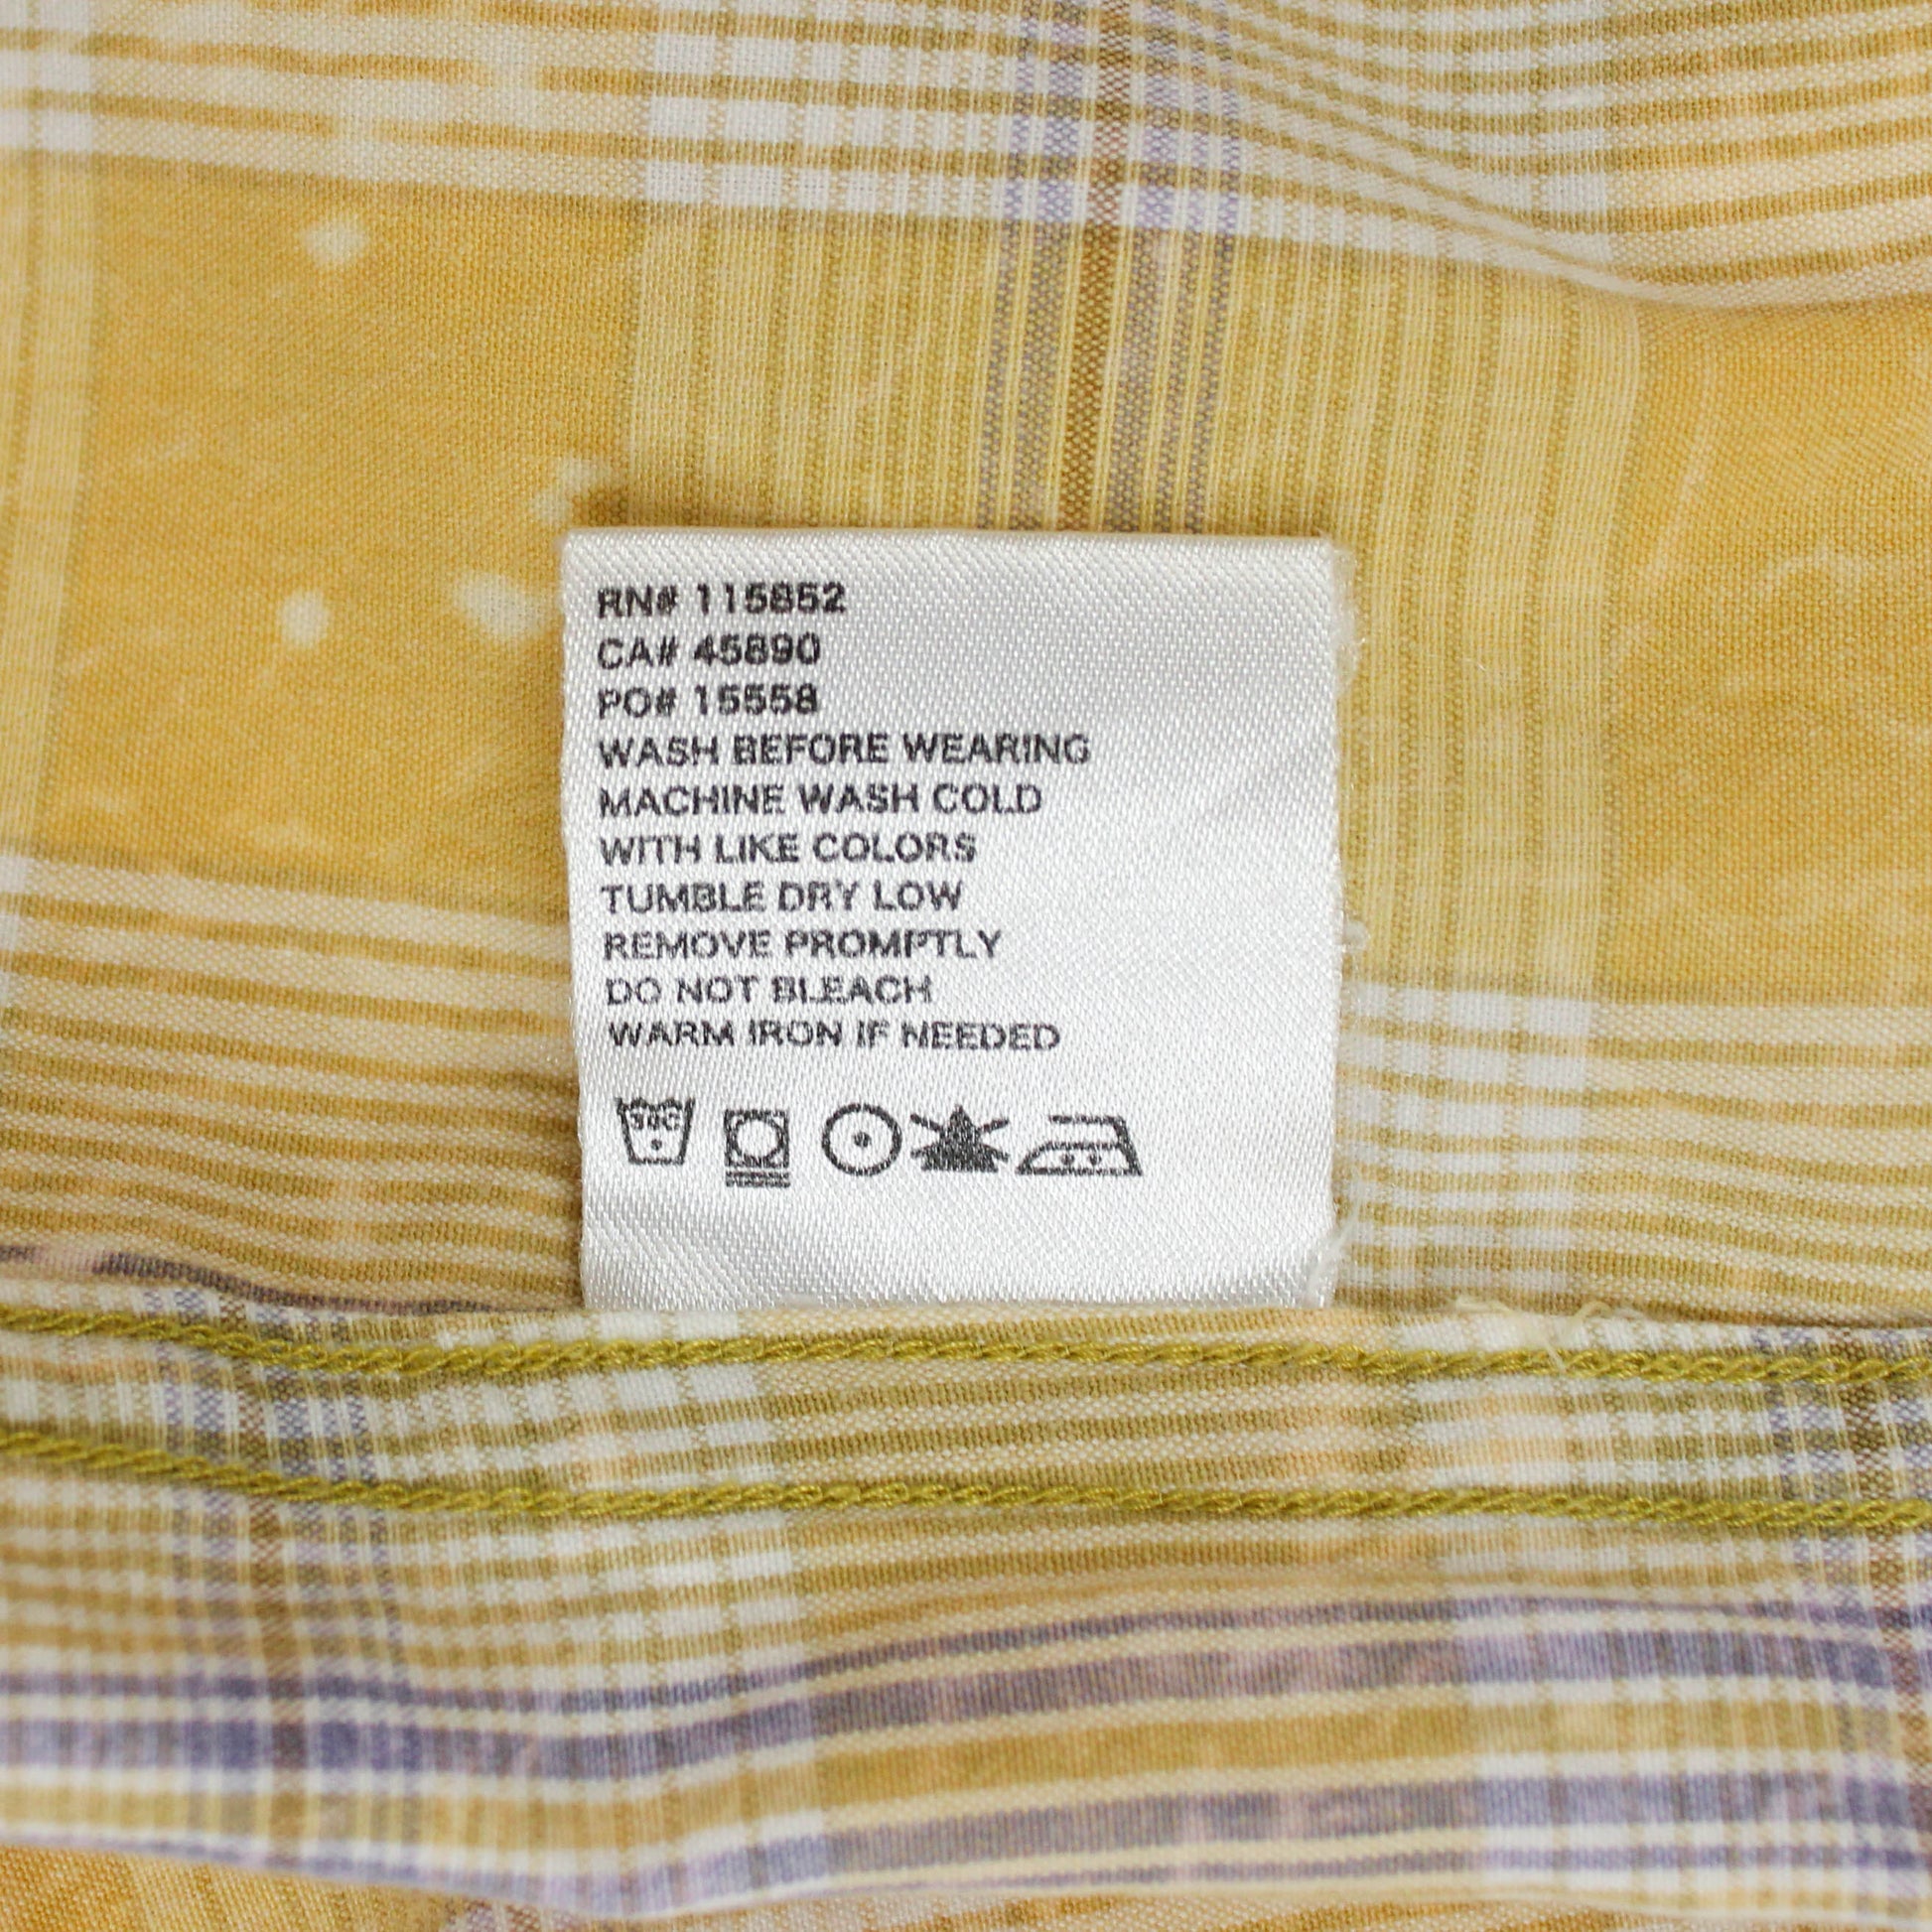 RN# 115852
CA# 45890
PO# 15558
WASH BEFORE WEARING
MACHINE WASH COLD
WITH LIKE COLORS
TUMBLE DRY LOW
REMOVE PROMPTLY
DO NOT BLEACH
WARM IRON IF NEEDED
30C